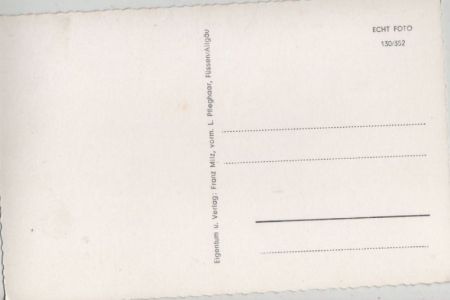 ECHT FOTO
130/352
Eigentum u. Verlag: Franz Milz, vorm. L. Pfleghaar, Füssen/Allgäu